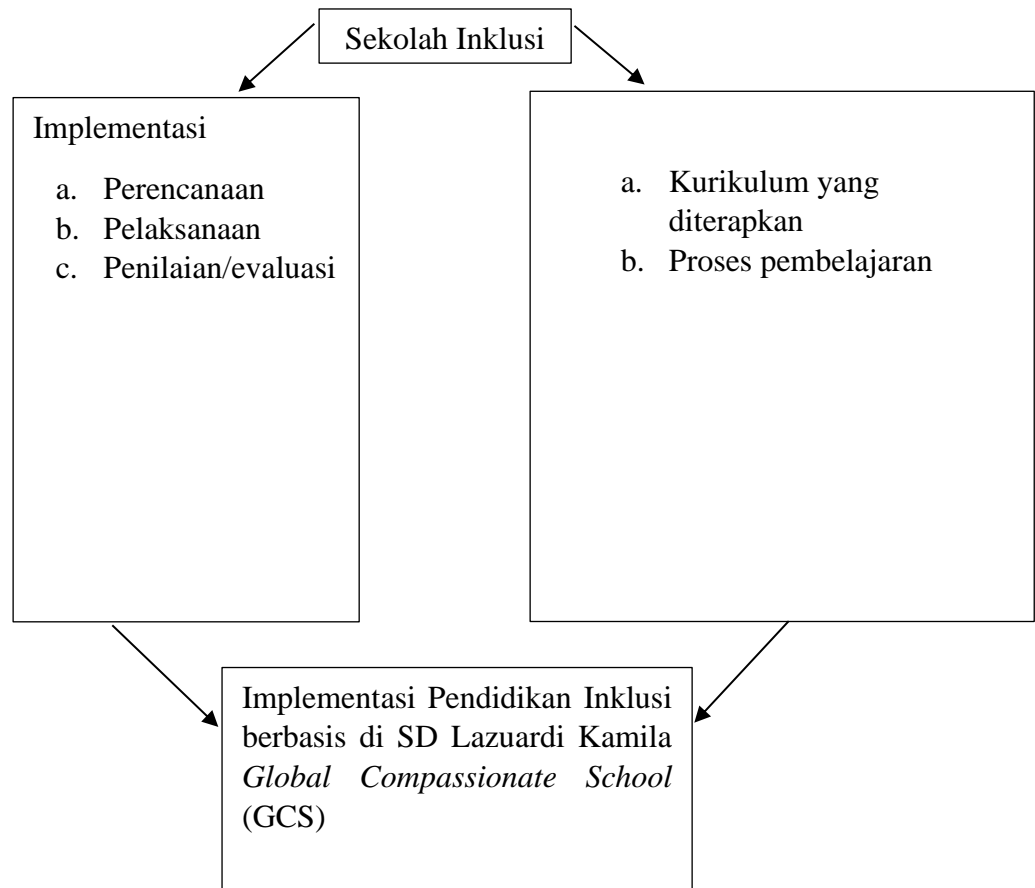 Sekolah Inklusi
Implementasi
a. Perencanaan
b. Pelaksanaan
c. Penilaian/evaluasi
a. Kurikulum yang
diterapkan
b. Proses pembelajaran
Implementasi Pendidikan Inklusi
berbasis di SD Lazuardi Kamila
Global Compassionate School
(GCS)